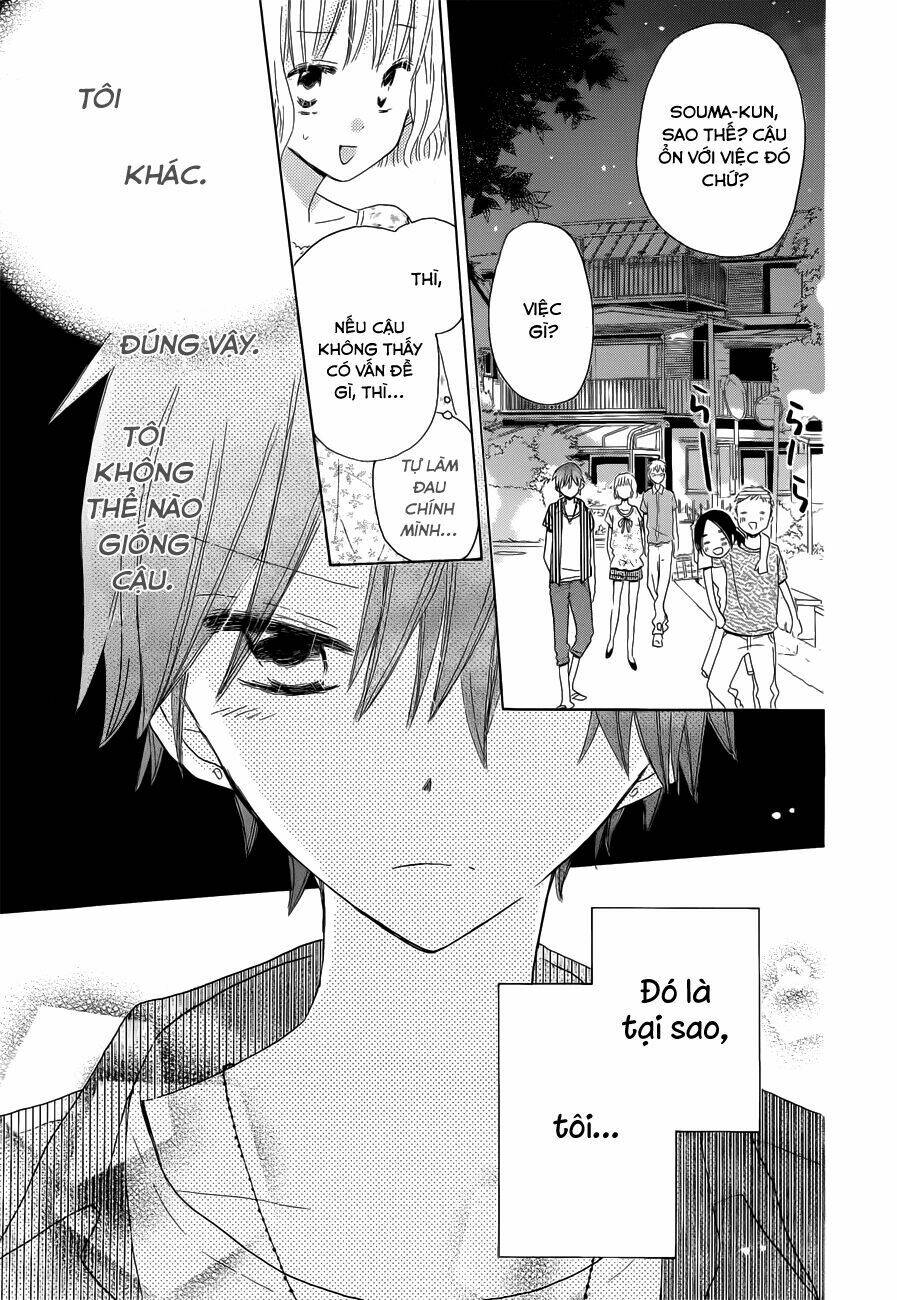 SOUMA-KUN,
SAO THẾ? CẬU
ỔN VỚI VIỆC ĐÓ
CHỨ?
VIỆC
GÌ?
ら
ら
THÌ,
NẾU CẬU
KHÔNG THẤY
CÓ VẤN ĐỀ
GÌ, THÌ...
TỰ LÀM
ĐAU
CHÍNH
MÌNH...
TÔI
KHÁC.
ĐÚNG VẬY.
TÔI
KHÔNG
THỂ NÀO
GIỐNG
CẬU.
Đó là
tại sao,
tôi...